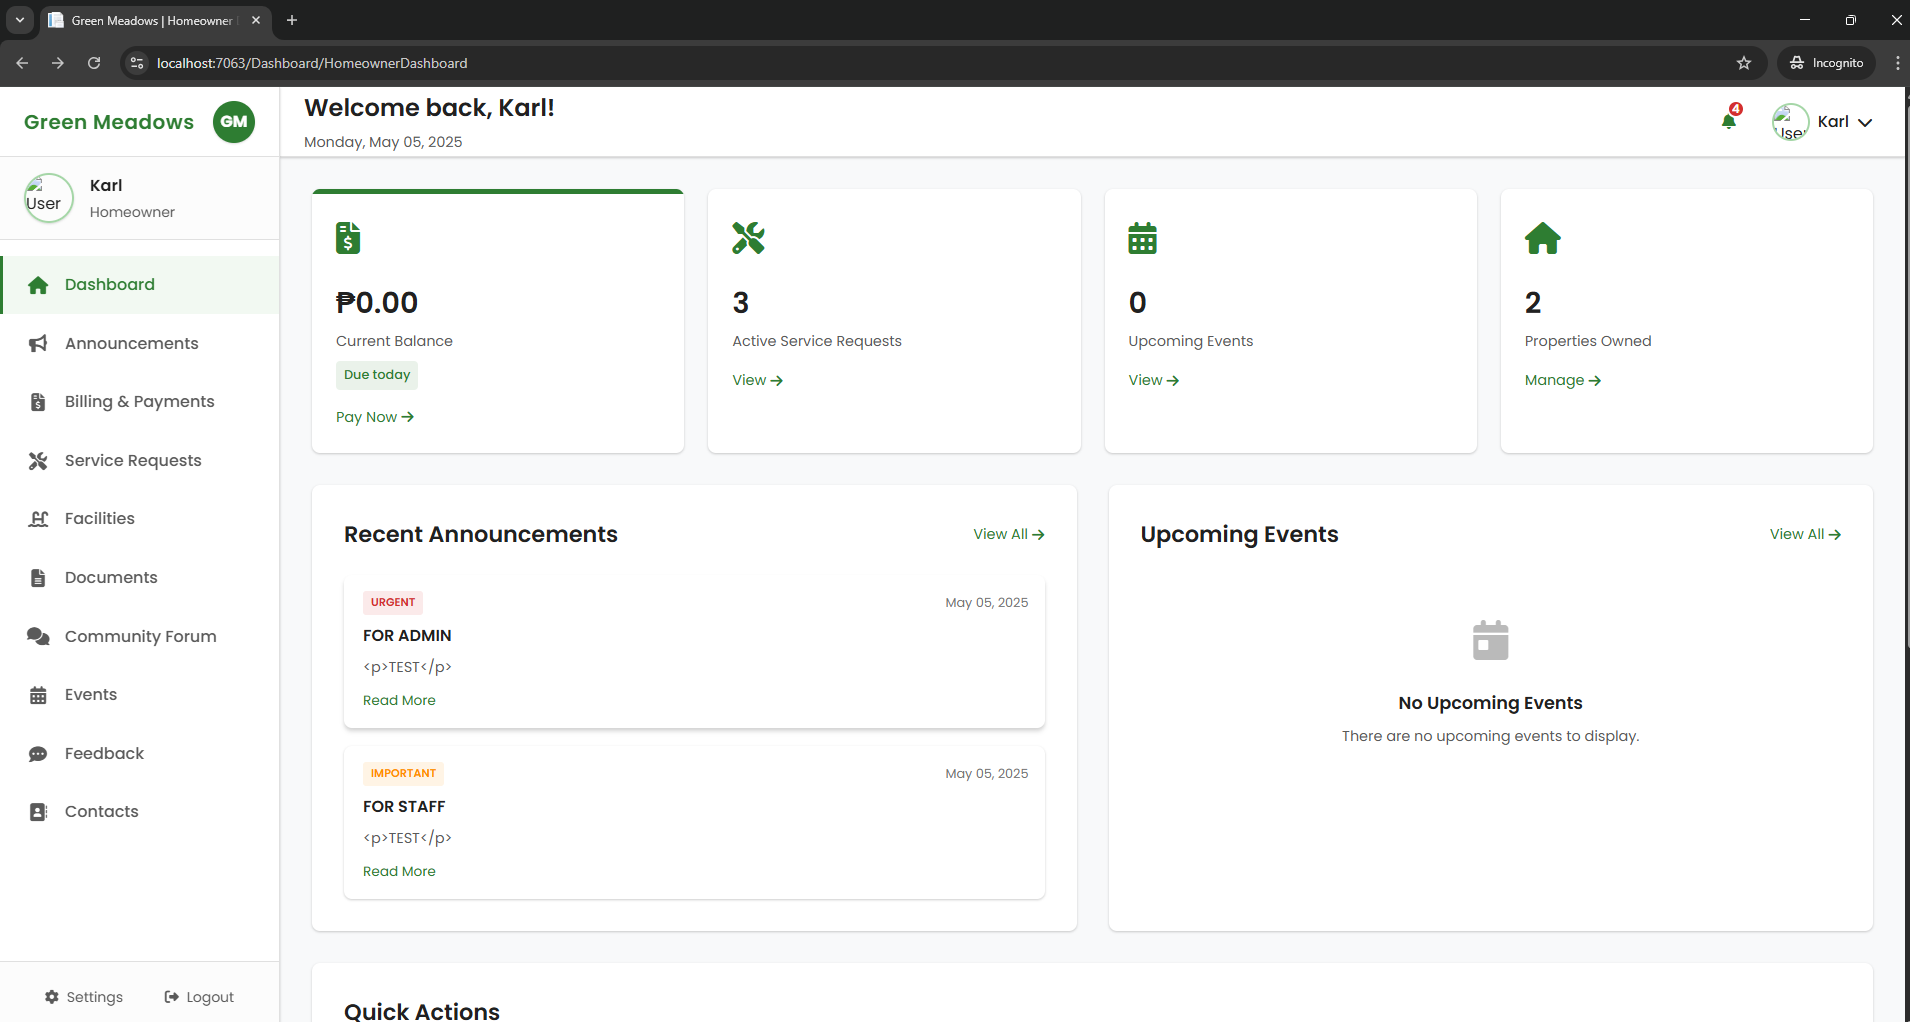 Green Meadows | Homeowner
localhost:7063/Dashboard/HomeownerDashboard
Incognito
Green Meadows
GM
Welcome back, Karl!
Monday, May 05, 2025
4
User
Karl
User
Karl
Homeowner
Dashboard
Announcements
Billing & Payments
Service Requests
Facilities
Documents
Community Forum
Events
Feedback
Contacts
Settings
Logout
₱0.00
Current Balance
Due today
Pay Now
3
Active Service Requests
View
0
Upcoming Events
View
2
Properties Owned
Manage
Recent Announcements
View All
URGENT
May 05, 2025
FOR ADMIN
<p>TEST</p>
Read More
IMPORTANT
May 05, 2025
FOR STAFF
<p>TEST</p>
Read More
Upcoming Events
View All
No Upcoming Events
There are no upcoming events to display.
Quick Actions